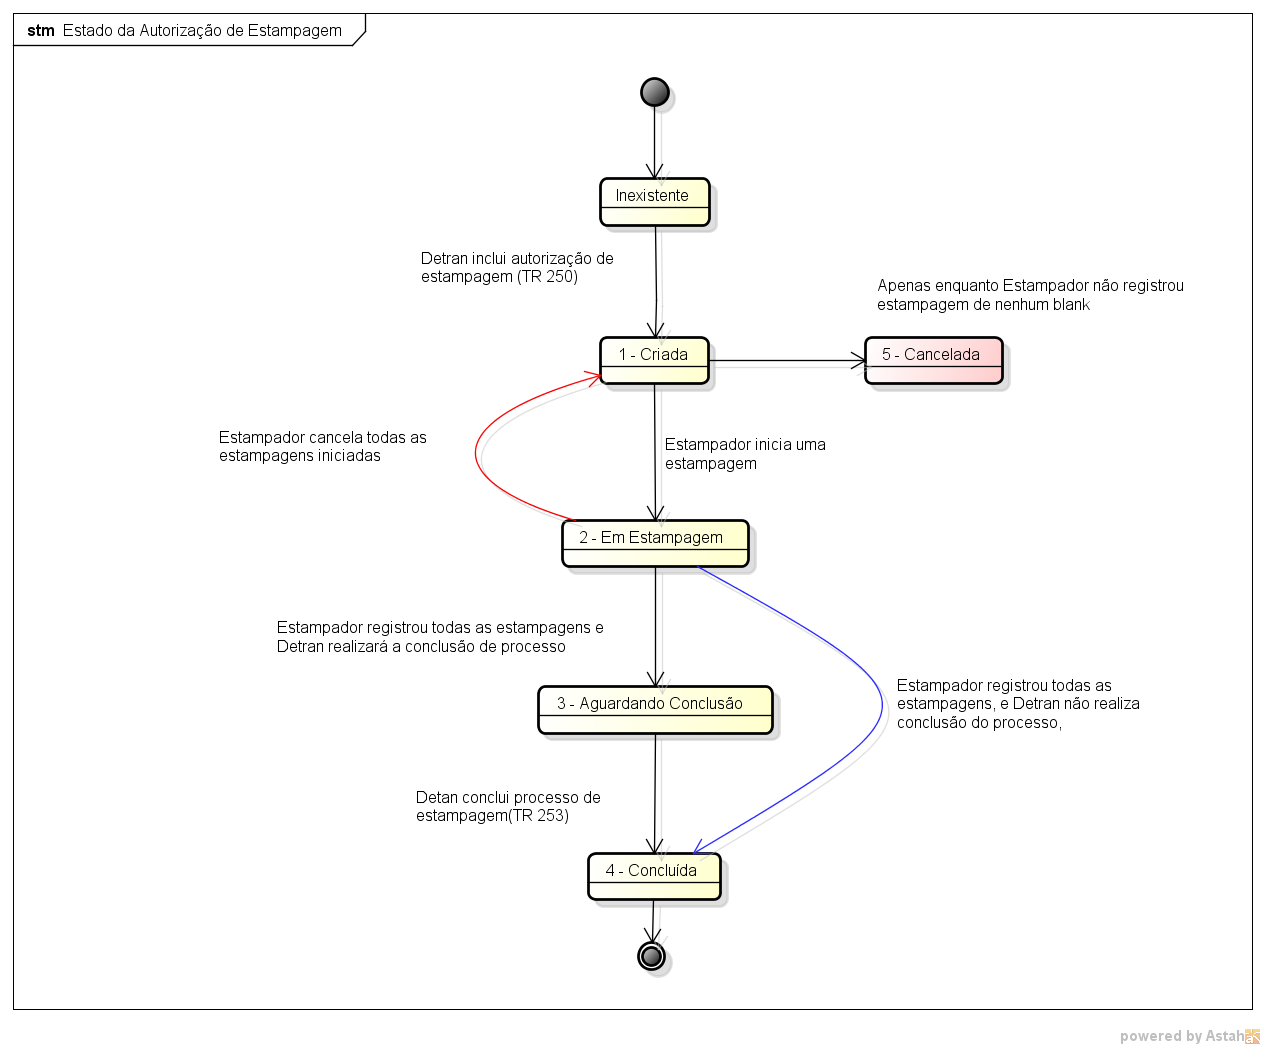 stm Estado da Autorização de Estampagem
Inexistente
Detran inclui autorização de
estampagem (TR 250)
Apenas enquanto Estampador não registrou
estampagem de nenhum blank
1 - Criada
5 - Cancelada
Estampador cancela todas as
estampagens iniciadas
Estampador inicia uma
estampagem
2 - Em Estampagem
Estampador registrou todas as estampagens e
Detran realizará a conclusão de processo
Estampador registrou todas as
estampagens, e Detran não realiza
conclusão do processo,
3 - Aguardando Conclusão
Detan conclui processo de
estampagem(TR 253)
4 - Concluída
powered by Astah